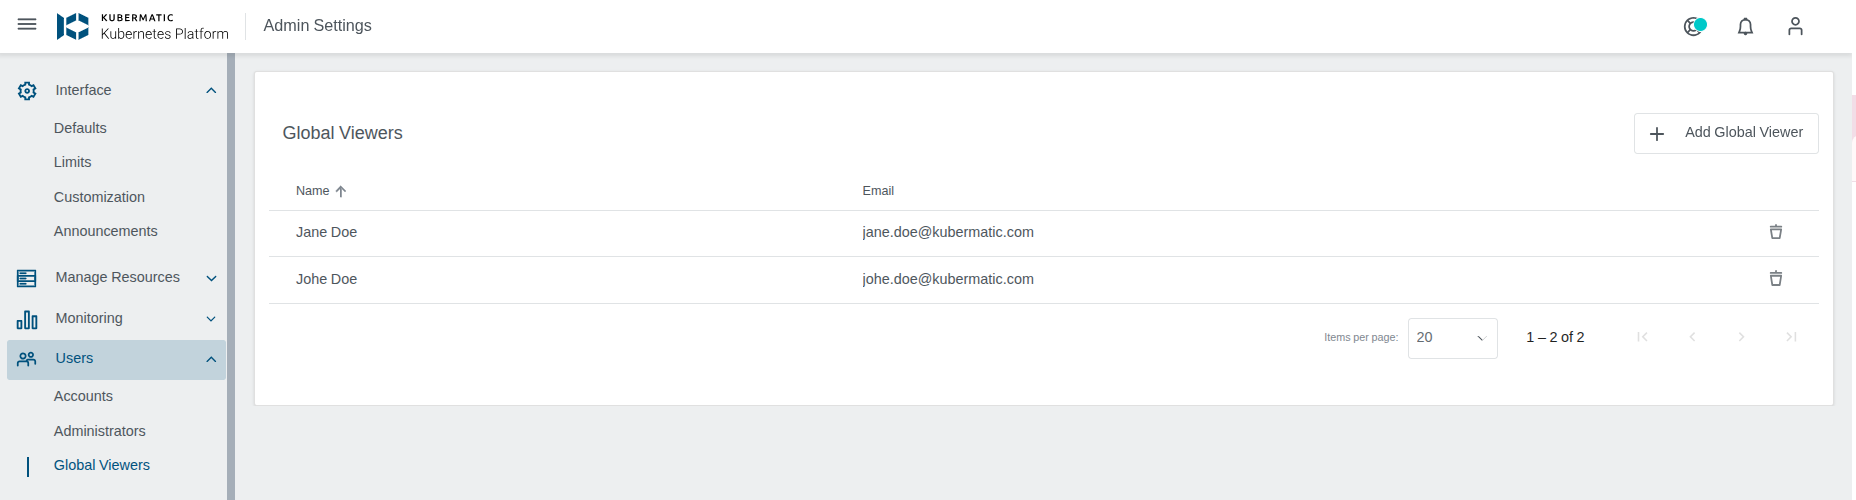 KUBERMATIC
Kubernetes Platform
Admin Settings
Interface
Defaults
Limits
Customization
Announcements
Manage Resources
Monitoring
Users
Accounts
Administrators
Global Viewers
Global Viewers
Add Global Viewer
Name
Email
Jane Doe
jane.doe@kubermatic.com
Johe Doe
johe.doe@kubermatic.com
Items per page:
20
1 – 2 of 2